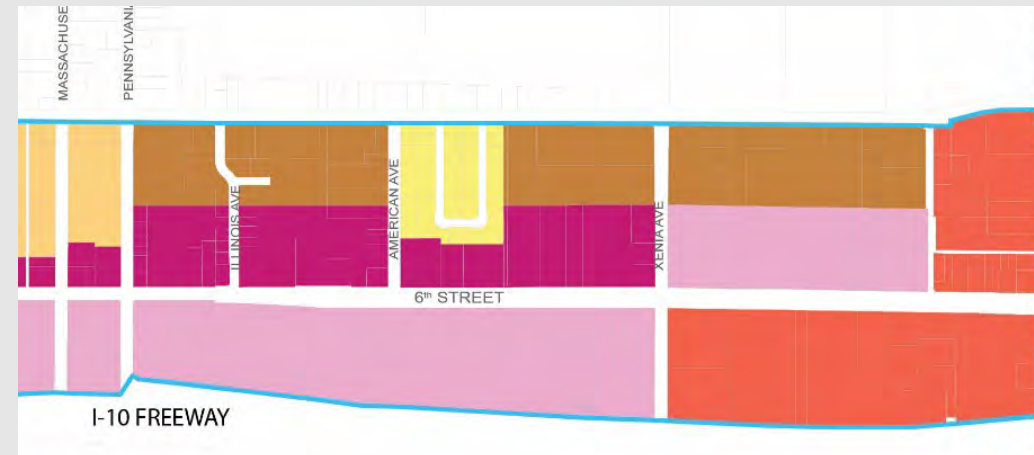 MASSACHUSE
PENNSYLVANI
ILLINOIS AVE
AMERICAN AVE
XENIA AVE
6th STREET
I-10 FREEWAY